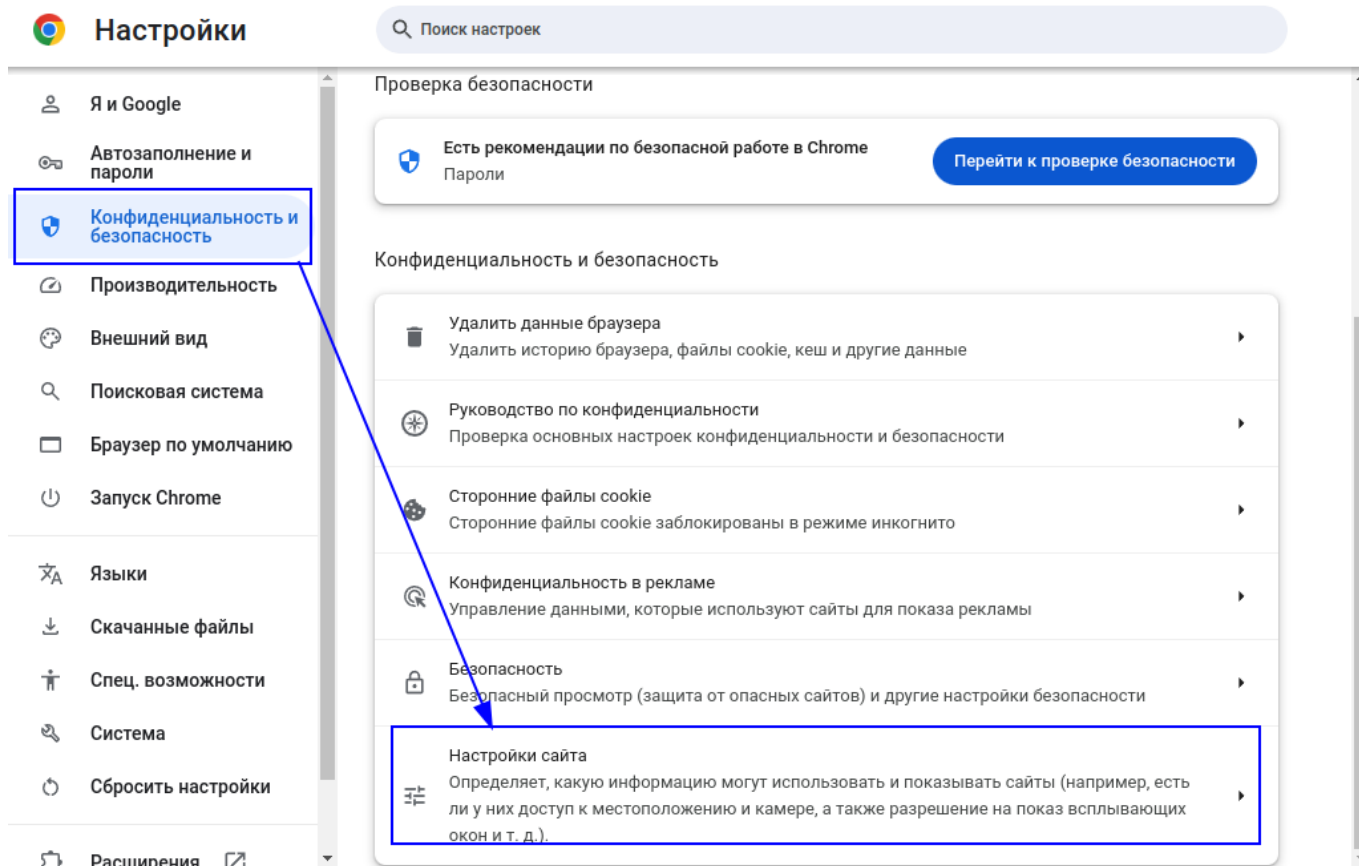 Настройки
Поиск настроек
Я и Google
Автозаполнение и
пароли
Конфиденциальность и
безопасность
Производительность
Внешний вид
Поисковая система
Браузер по умолчанию
Запуск Chrome
Языки
Скачанные файлы
Спец. возможности
Система
Сбросить настройки
Расширения
Проверка безопасности
Есть рекомендации по безопасной работе в Chrome
Пароли
Перейти к проверке безопасности
Конфиденциальность и безопасность
Удалить данные браузера
Удалить историю браузера, файлы cookie, кеш и другие данные
Руководство по конфиденциальности
Проверка основных настроек конфиденциальности и безопасности
Сторонние файлы cookie
Сторонние файлы cookie заблокированы в режиме инкогнито
Конфиденциальность в рекламе
Управление данными, которые используют сайты для показа рекламы
Безопасность
Безопасный просмотр (защита от опасных сайтов) и другие настройки безопасности
Настройки сайта
Определяет, какую информацию могут использовать и показывать сайты (например, есть
ли у них доступ к местоположению и камере, а также разрешение на показ всплывающих
окон и т. д.).